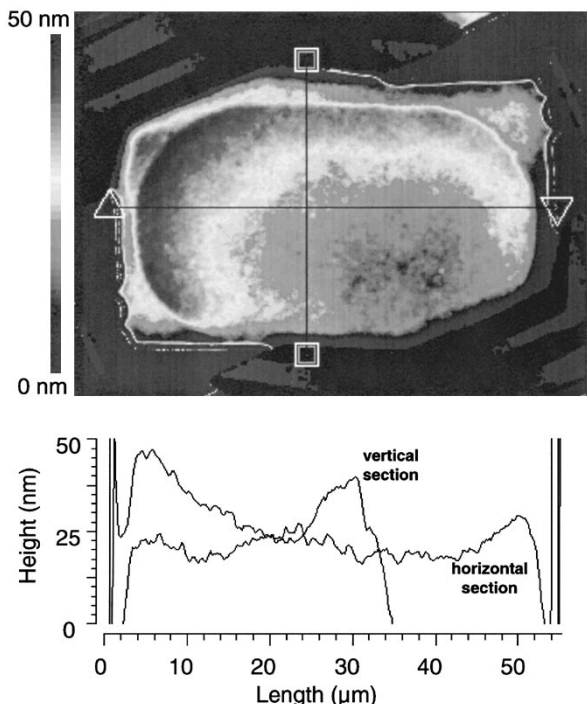 50 nm
0 nm
50
25
0
Height (nm)
vertical
section
horizontal
section
0 10 20 30 40 50
Length (µm)